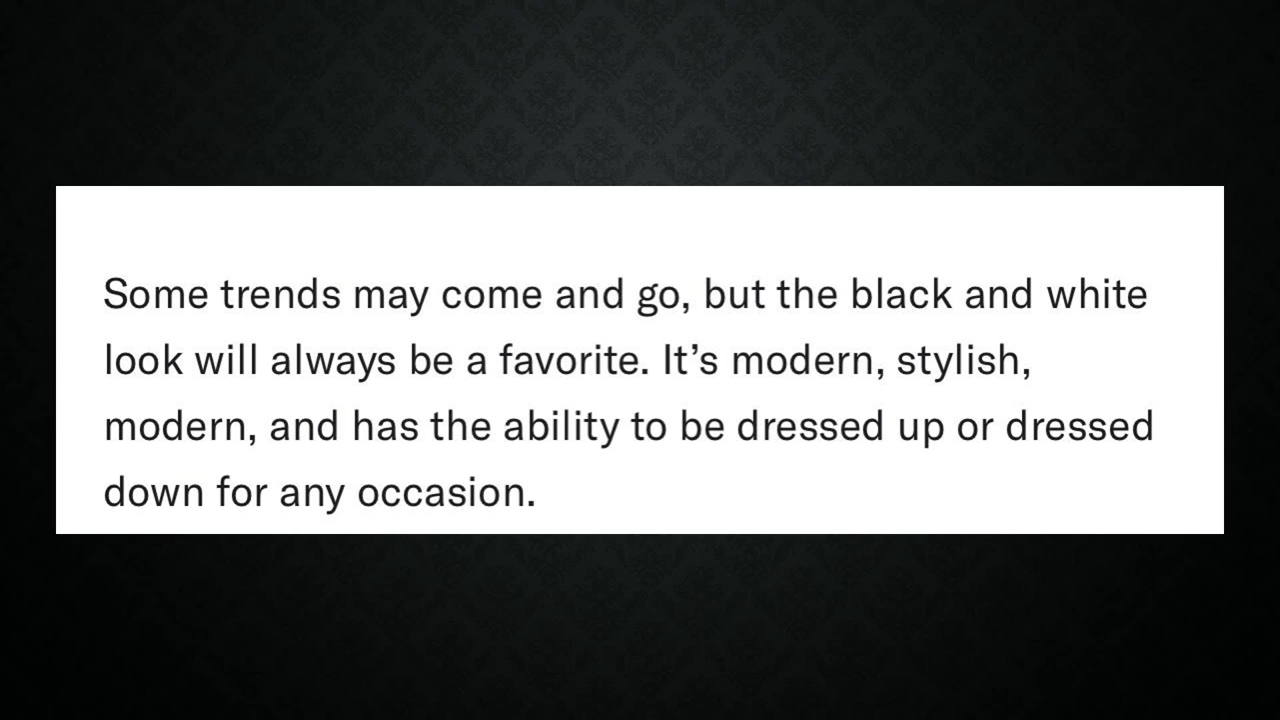 Some trends may come and go, but the black and white
look will always be a favorite. It’s modern, stylish,
modern, and has the ability to be dressed up or dressed
down for any occasion.